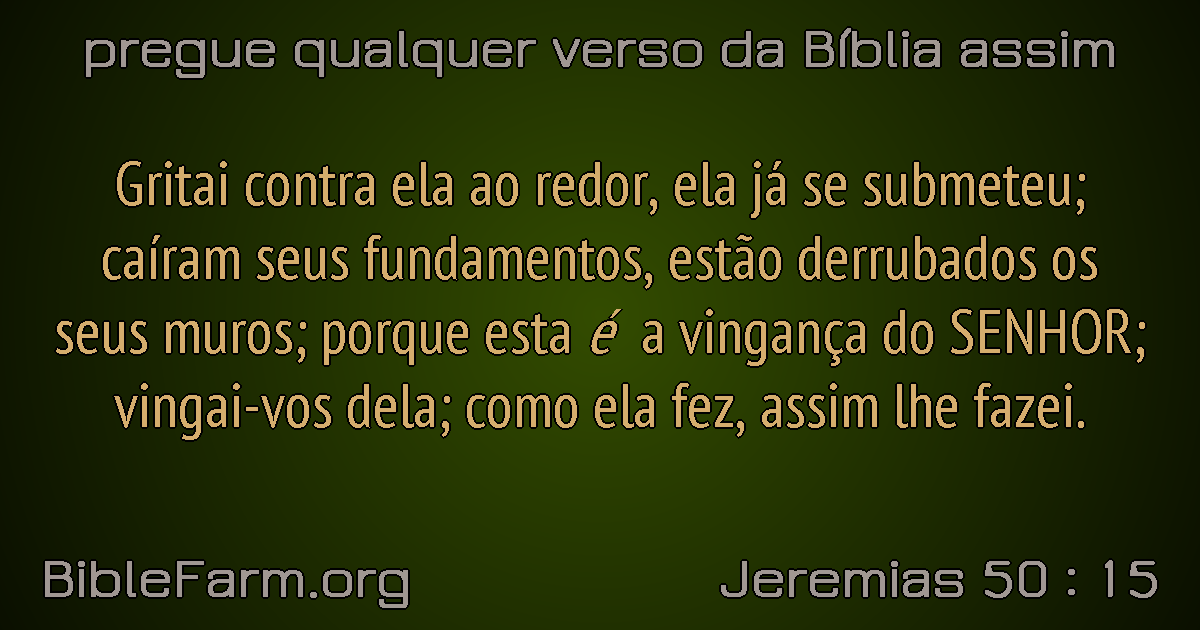 pregue qualquer verso da Bíblia assim
Gritai contra ela ao redor, ela já se submeteu;
caíram seus fundamentos, estão derrubados os
seus muros; porque esta é a vingança do SENHOR;
vingai-vos dela; como ela fez, assim lhe fazei.
BibleFarm.org
Jeremias 50 : 15